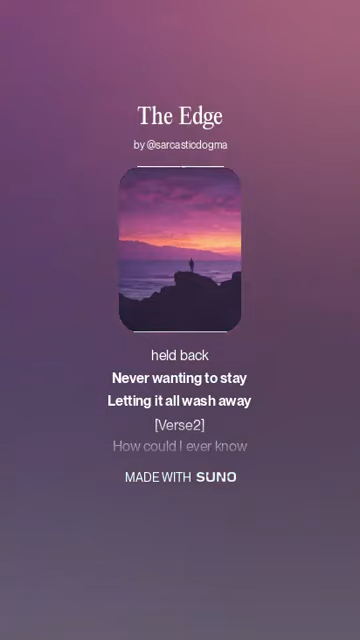 The Edge
by @sarcasticdogma
held back
Never wanting to stay
Letting it all wash away
[Verse2]
How could I ever know
MADE WITH SUNO